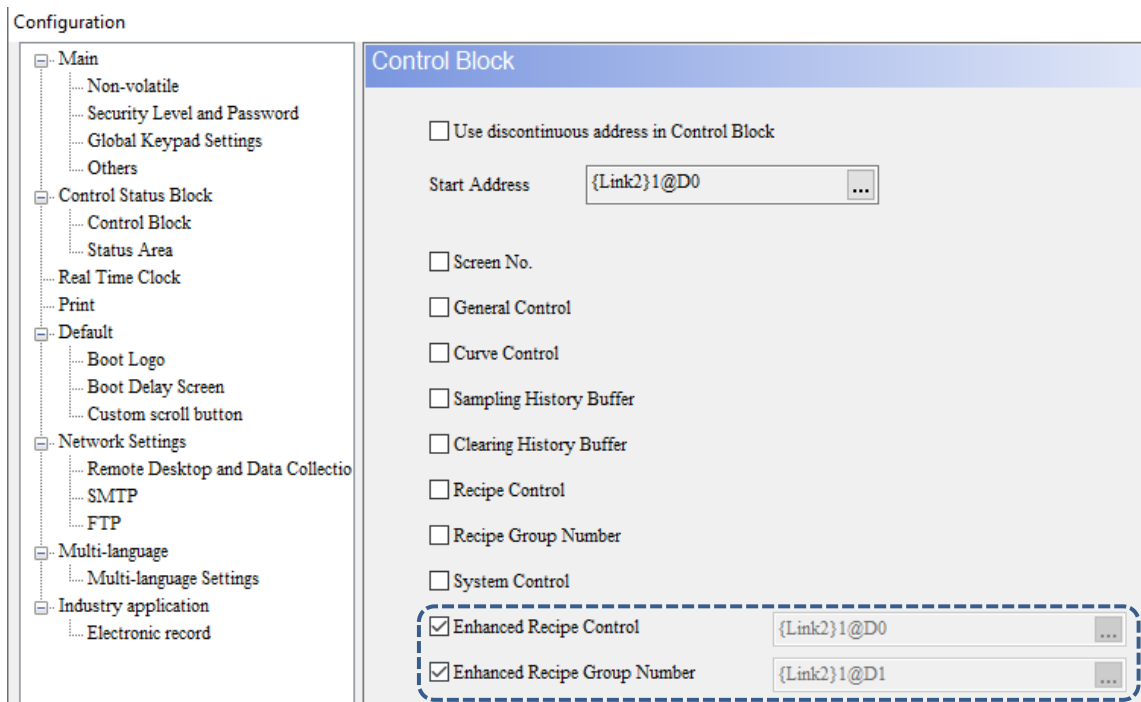 Configuration
Main
Non-volatile
Security Level and Password
Global Keypad Settings
Others
Control Status Block
Control Block
Status Area
Real Time Clock
Print
Default
Boot Logo
Boot Delay Screen
Custom scroll button
Network Settings
Remote Desktop and Data Collectio
SMTP
FTP
Multi-language
Multi-language Settings
Industry application
Electronic record
Control Block
Use discontinuous address in Control Block
Start Address {Link2}1@D0 ...
Screen No.
General Control
Curve Control
Sampling History Buffer
Clearing History Buffer
Recipe Control
Recipe Group Number
System Control
Enhanced Recipe Control {Link2}1@D0 ...
Enhanced Recipe Group Number {Link2}1@D1 ...